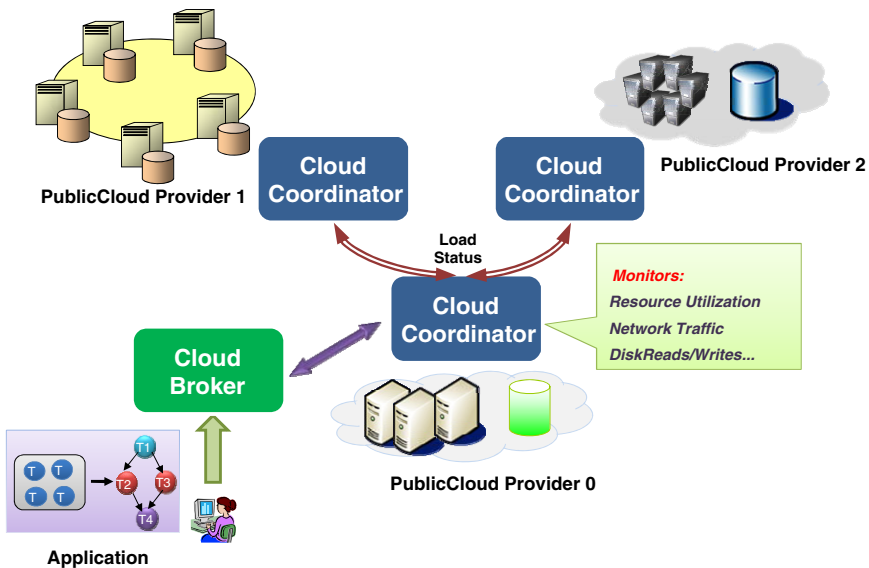 PublicCloud Provider 1
Cloud
Coordinator
Cloud
Coordinator
PublicCloud Provider 2
Load
Status
Cloud
Coordinator
Monitors:
Resource Utilization
Network Traffic
DiskReads/Writes...
Cloud
Broker
PublicCloud Provider 0
T T
T T
T1
T2 T3
T4
Application